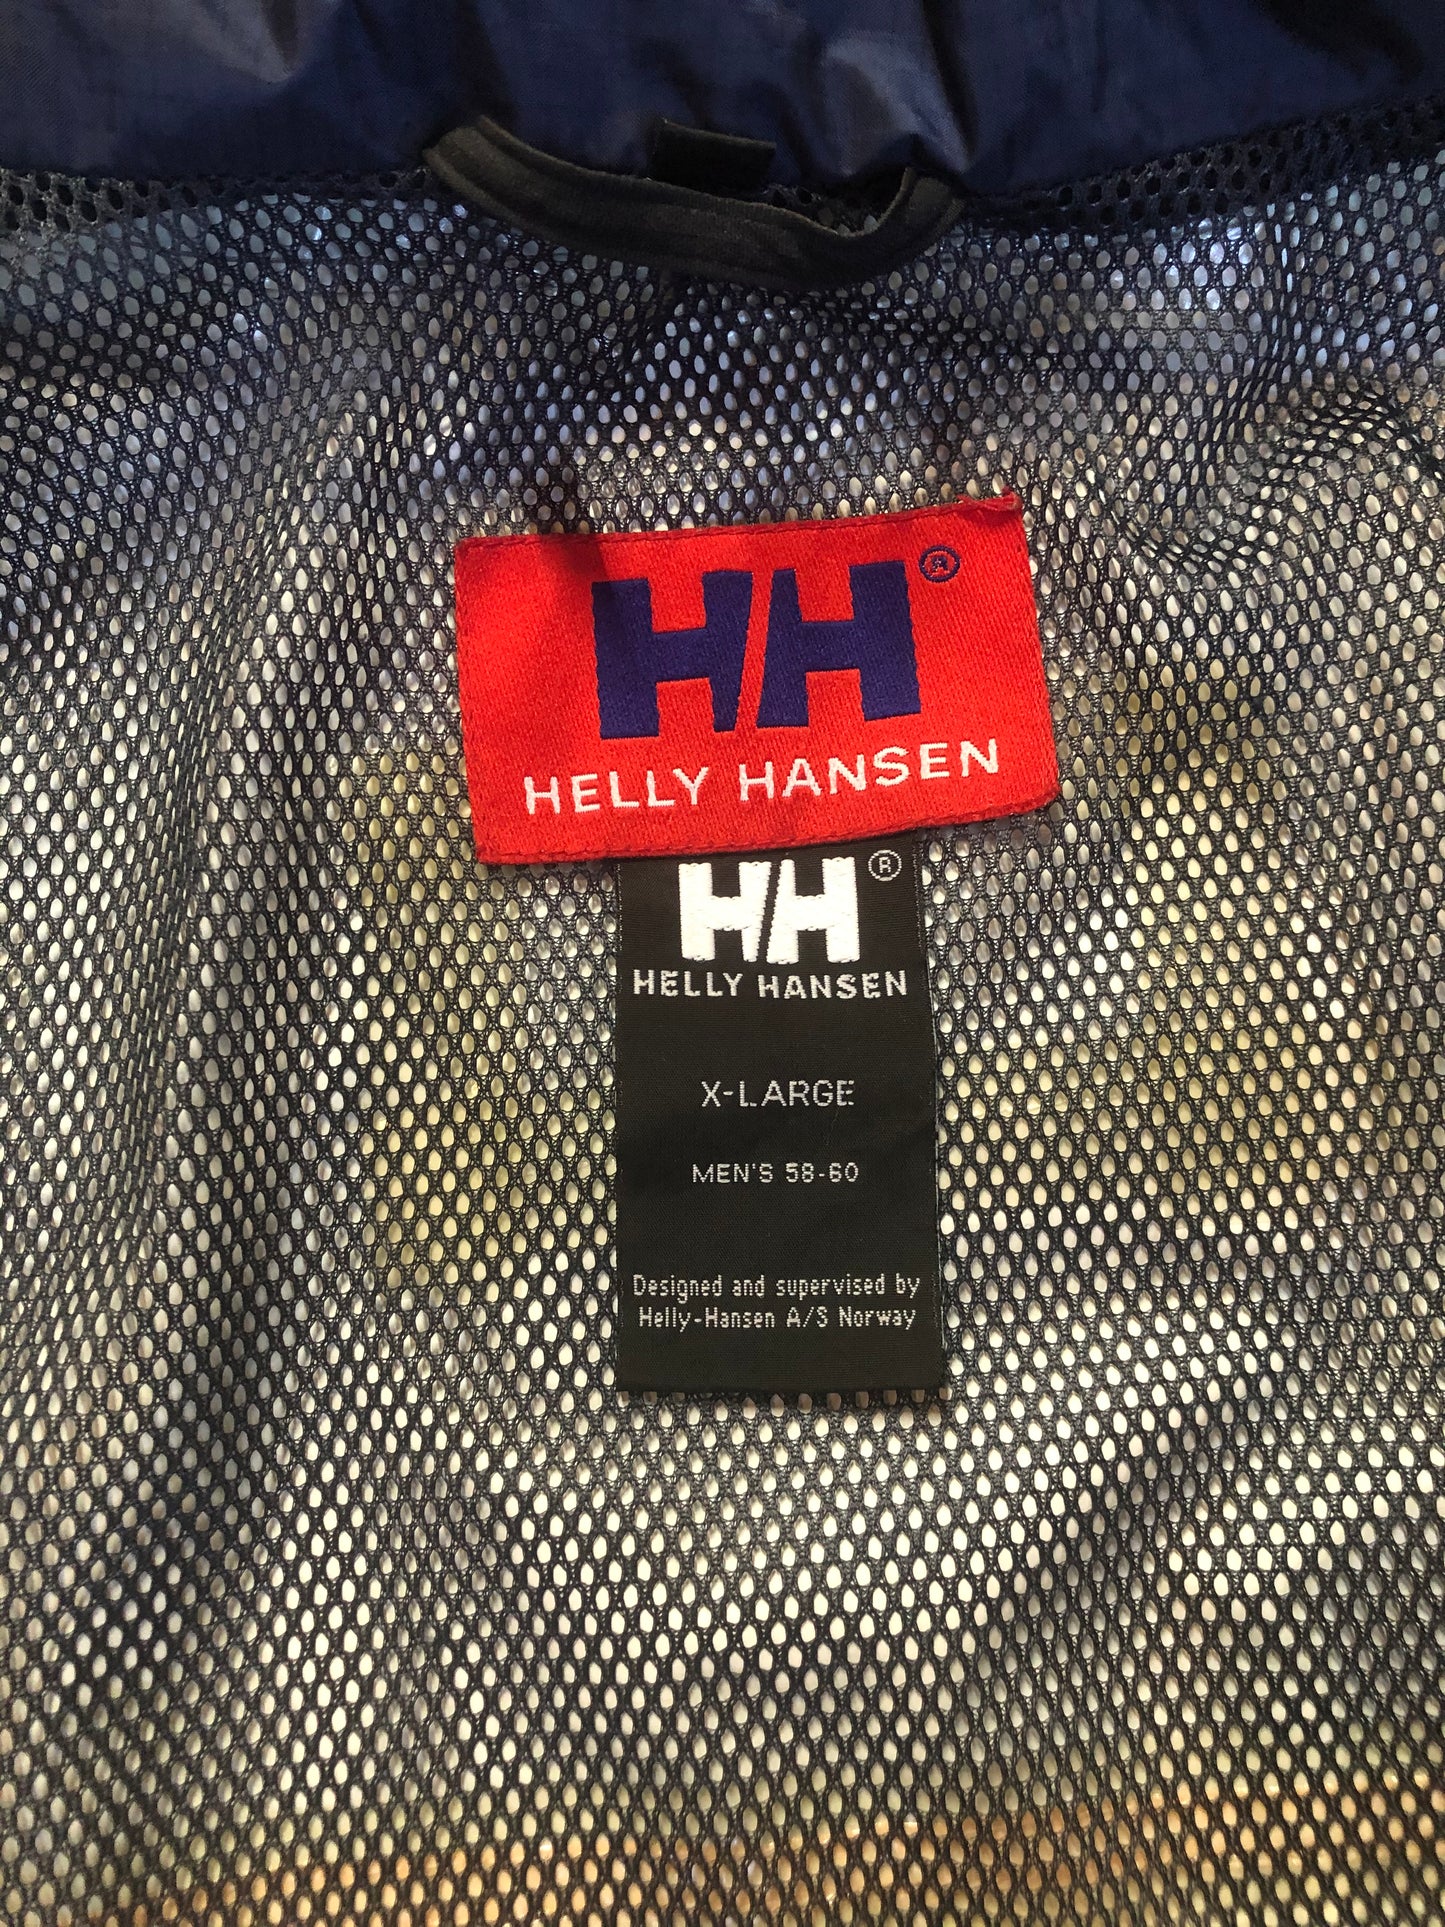 HH®
HELLY HANSEN
HH®
HELLY HANSEN
X-LARGE
MEN'S 58-60
Designed and supervised by
Helly-Hansen A/S Norway